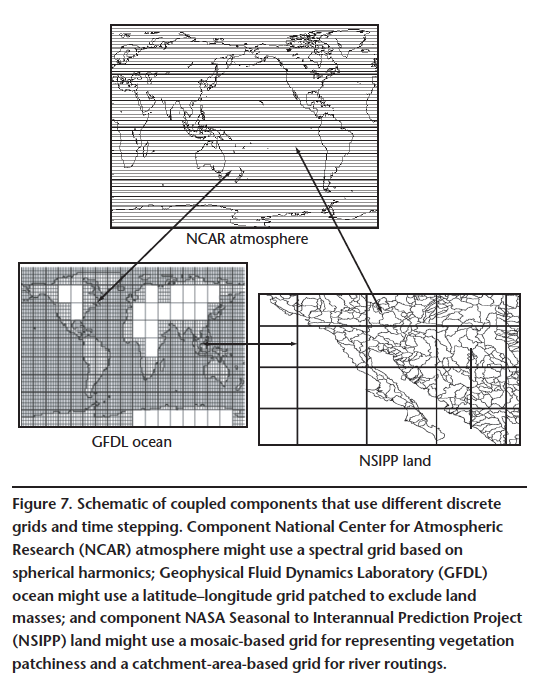 NCAR atmosphere
GFDL ocean
NSIPP land
Figure 7. Schematic of coupled components that use different discrete
grids and time stepping. Component National Center for Atmospheric
Research (NCAR) atmosphere might use a spectral grid based on
spherical harmonics; Geophysical Fluid Dynamics Laboratory (GFDL)
ocean might use a latitude–longitude grid patched to exclude land
masses; and component NASA Seasonal to Interannual Prediction Project
(NSIPP) land might use a mosaic-based grid for representing vegetation
patchiness and a catchment-area-based grid for river routings.